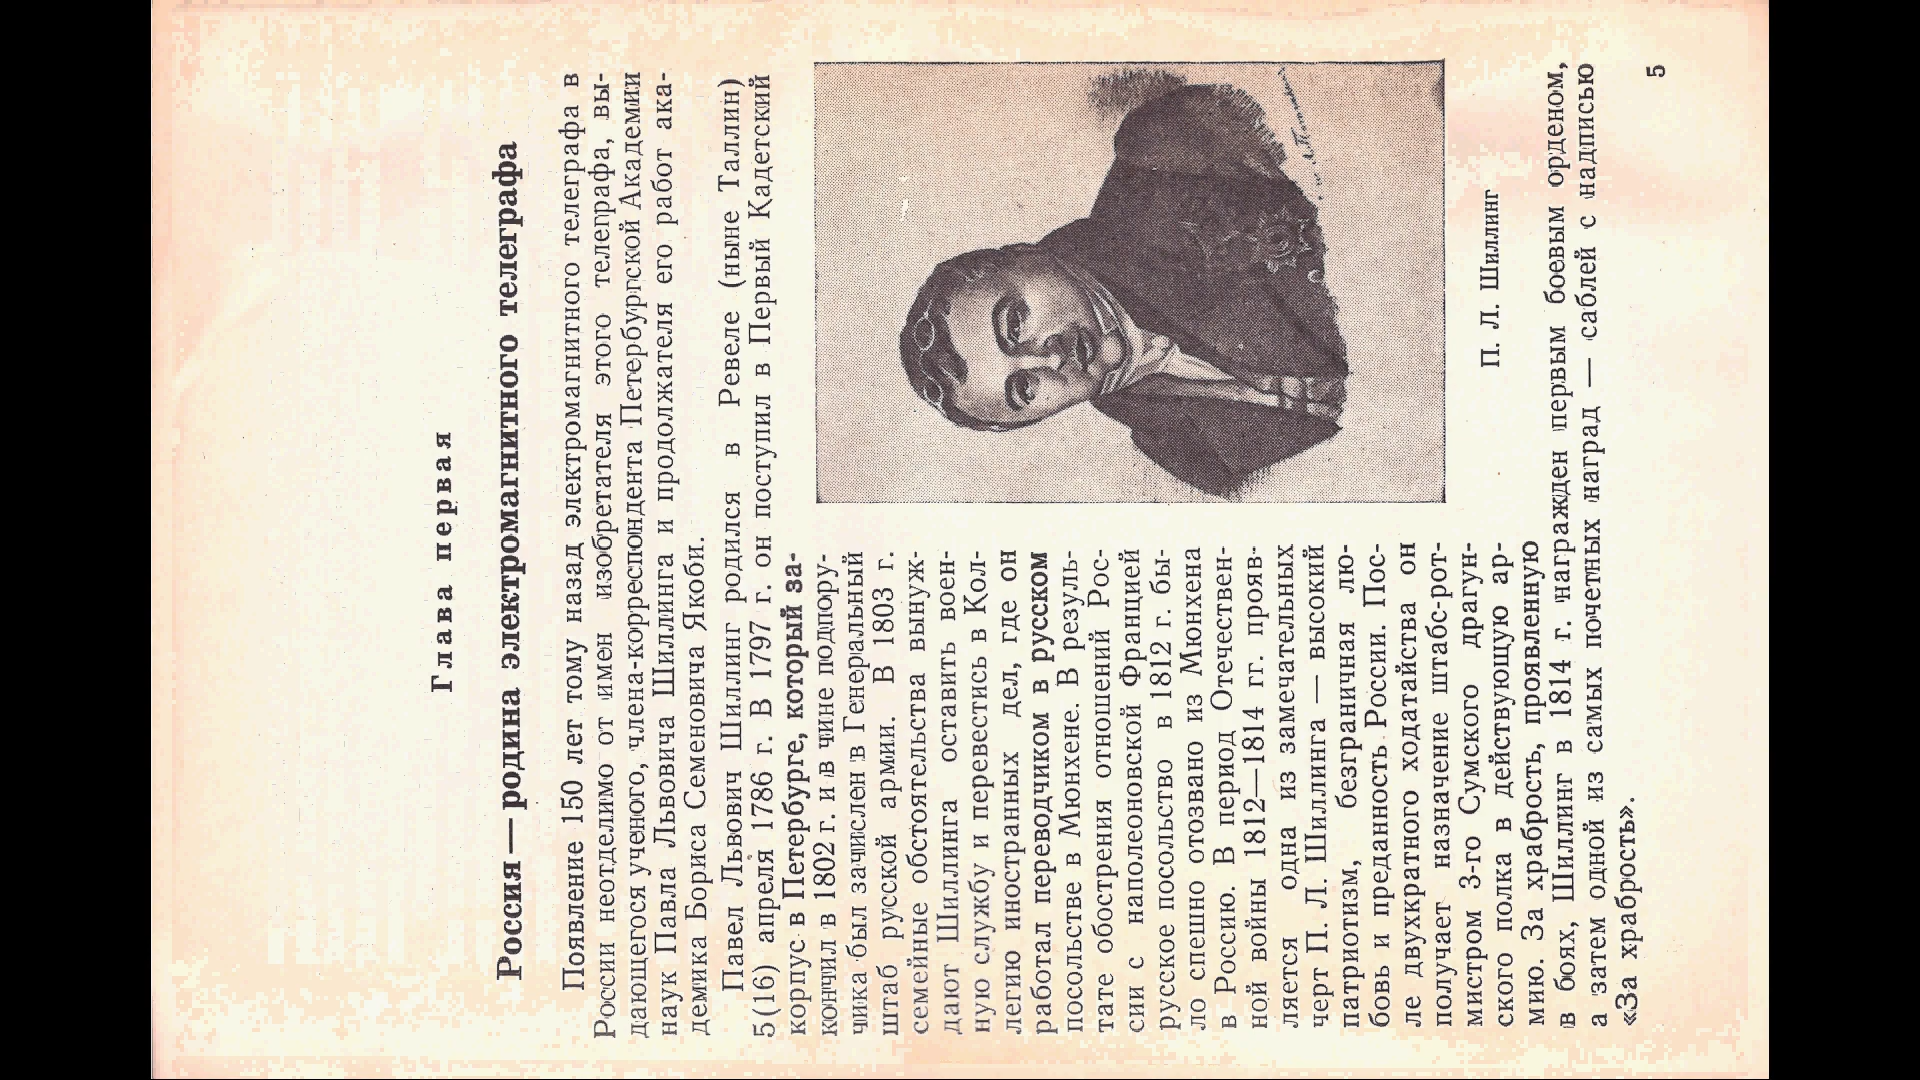 Глава первая
Россия — родина электромагнитного телеграфа
Появление 150 лет тому назад электромагнитного телеграфа в
России неотделимо от имен изобретателя этого телеграфа, вы-
дающегося ученого, члена-корреспондента Петербургской Академии
наук Павла Львовича Шиллинга и продолжателя его работ ака-
демика Бориса Семеновича Якоби.
Павел Львович Шиллинг родился в Ревеле (ныне Таллин)
5(16) апреля 1786 г. В 1797 г. он поступил в Первый Кадетский
корпус в Петербурге, который за-
кончил в 1802 г. и в чине подпору-
чика был зачислен в Генеральный
штаб русской армии. В 1803 г.
семейные обстоятельства вынуж-
дают Шиллинга оставить воен-
ную службу и перевестись в Кол-
легию иностранных дел, где он
работал переводчиком в русском
посольстве в Мюнхене. В резуль-
тате обострения отношений Рос-
сии с наполеоновской Францией
русское посольство в 1812 г. бы-
ло спешно отозвано из Мюнхена
в Россию. В период Отечествен-
ной войны 1812—1814 гг. прояв-
ляется одна из замечательных
черт П. Л. Шиллинга — высокий
патриотизм, безграничная лю-
бовь и преданность России. Пос-
ле двухкратного ходатайства он
получает назначение штабс-рот-
мистром 3-го Сумского драгун-
ского полка в действующую ар-
мию. За храбрость, проявленную
П. Л. Шиллинг
в боях, Шиллинг в 1814 г. награжден первым боевым орденом,
а затем одной из самых почетных наград — саблей с надписью
«За храбрость».
5